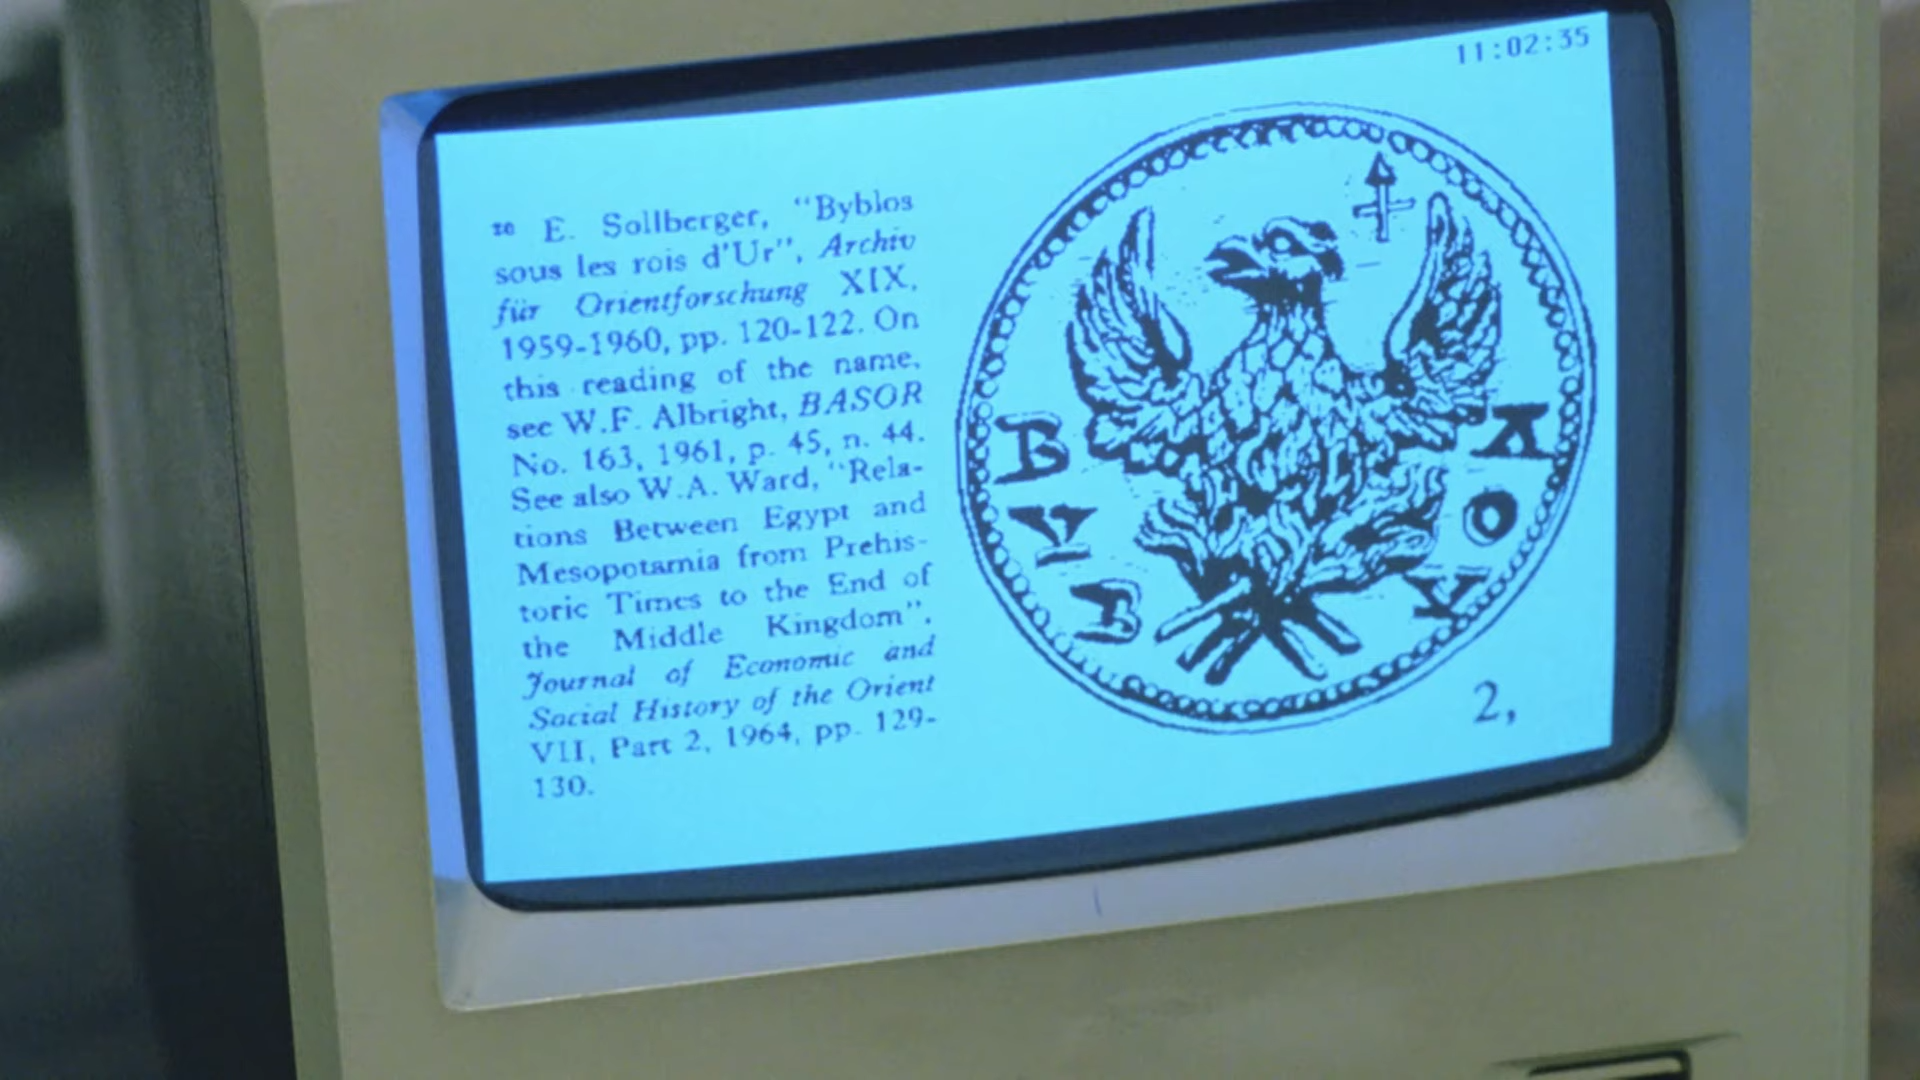 11:02:35
20 E. Sollberger, "Byblos
sous les rois d'Ur", Archiv
für Orientforschung XIX,
1959-1960, pp. 120-122. On
this reading of the name,
see W.F. Albright, BASOR
No. 163, 1961, p. 45, n. 44.
See also W.A. Ward, "Rela-
tions Between Egypt and
Mesopotamia from Prehis-
toric Times to the End of
the Middle Kingdom",
Journal of Economic and
Social History of the Orient
VII, Part 2, 1964, pp. 129-
130.
B
O
2,